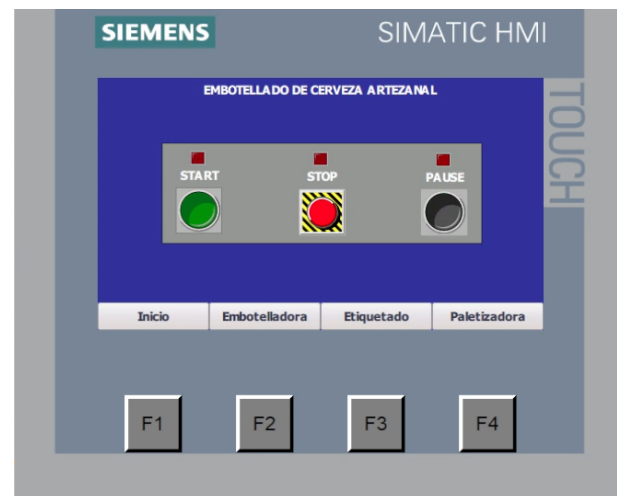 SIEMENS SIMATIC HMI
TOUCH
EMBOTELLADO DE CERVEZA ARTEZANAL
START STOP PAUSE
Inicio Embotelladora Etiquetado Paletizadora
F1 F2 F3 F4